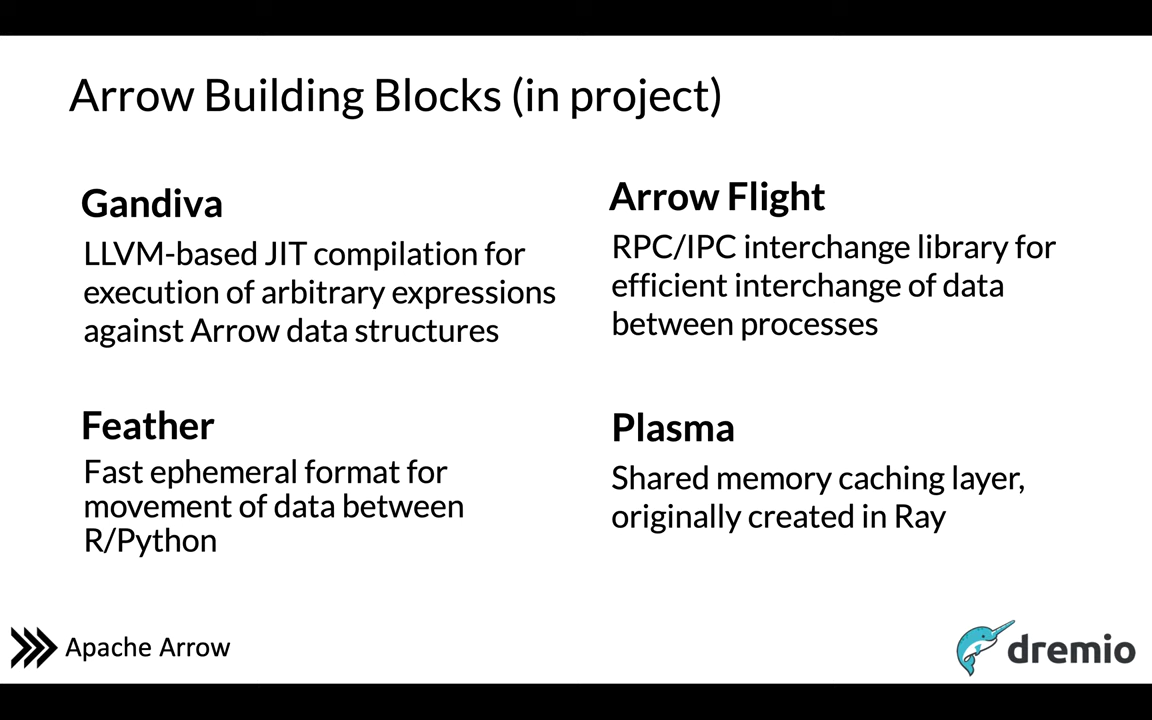 Arrow Building Blocks (in project)
Gandiva
LLVM-based JIT compilation for
execution of arbitrary expressions
against Arrow data structures
Arrow Flight
RPC/IPC interchange library for
efficient interchange of data
between processes
Feather
Fast ephemeral format for
movement of data between
R/Python
Plasma
Shared memory caching layer,
originally created in Ray
Apache Arrow
dremio